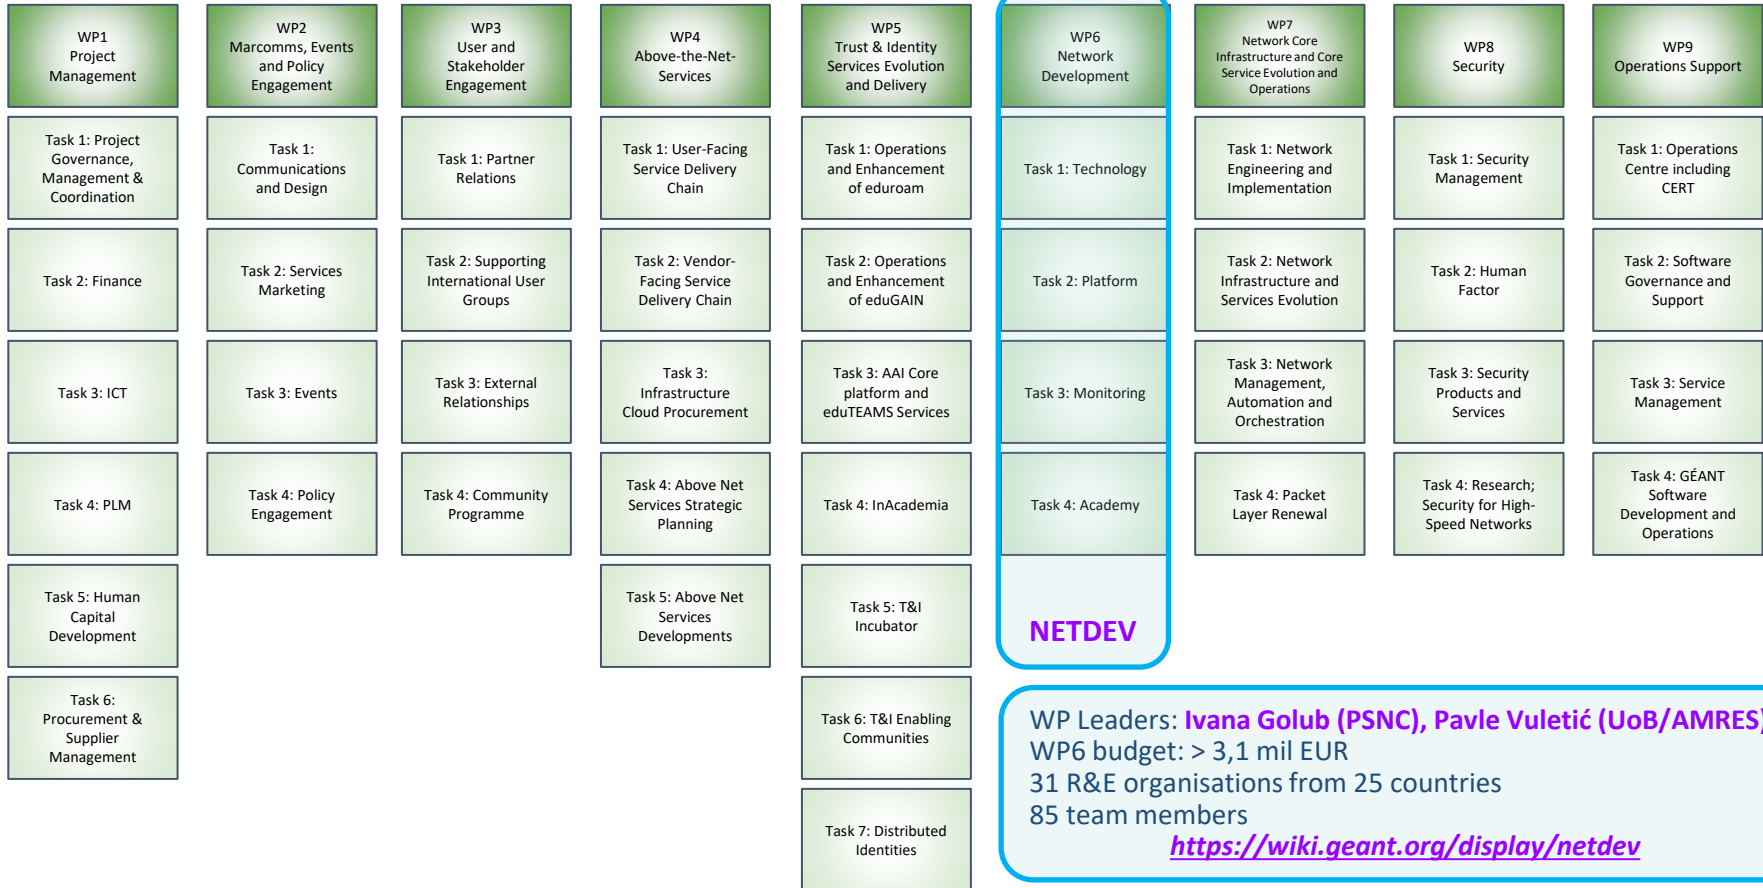 WP1
Project
Management
Task 1: Project
Governance,
Management &
Coordination
Task 2: Finance
Task 3: ICT
Task 4: PLM
Task 5: Human
Capital
Development
Task 6:
Procurement &
Supplier
Management
WP2
Marcomms, Events
and Policy
Engagement
Task 1:
Communications
and Design
Task 2: Services
Marketing
Task 3: Events
Task 4: Policy
Engagement
WP3
User and
Stakeholder
Engagement
Task 1: Partner
Relations
Task 2: Supporting
International User
Groups
Task 3: External
Relationships
Task 4: Community
Programme
WP4
Above-the-Net-
Services
Task 1: User-Facing
Service Delivery
Chain
Task 2: Vendor-
Facing Service
Delivery Chain
Task 3:
Infrastructure
Cloud Procurement
Task 4: Above Net
Services Strategic
Planning
Task 5: Above Net
Services
Developments
WP5
Trust & Identity
Services Evolution
and Delivery
Task 1: Operations
and Enhancement
of eduroam
Task 2: Operations
and Enhancement
of eduGAIN
Task 3: AAI Core
platform and
eduTEAMS Services
Task 4: InAcademia
Task 5: T&I
Incubator
Task 6: T&I Enabling
Communities
Task 7: Distributed
Identities
WP6
Network
Development
Task 1: Technology
Task 2: Platform
Task 3: Monitoring
Task 4: Academy
NETDEV
WP7
Network Core
Infrastructure and Core
Service Evolution and
Operations
Task 1: Network
Engineering and
Implementation
Task 2: Network
Infrastructure and
Services Evolution
Task 3: Network
Management,
Automation and
Orchestration
Task 4: Packet
Layer Renewal
WP8
Security
Task 1: Security
Management
Task 2: Human
Factor
Task 3: Security
Products and
Services
Task 4: Research;
Security for High-
Speed Networks
WP9
Operations Support
Task 1: Operations
Centre including
CERT
Task 2: Software
Governance and
Support
Task 3: Service
Management
Task 4: GÉANT
Software
Development and
Operations
WP Leaders: Ivana Golub (PSNC), Pavle Vuletić (UoB/AMRES)
WP6 budget: > 3,1 mil EUR
31 R&E organisations from 25 countries
85 team members
https://wiki.geant.org/display/netdev